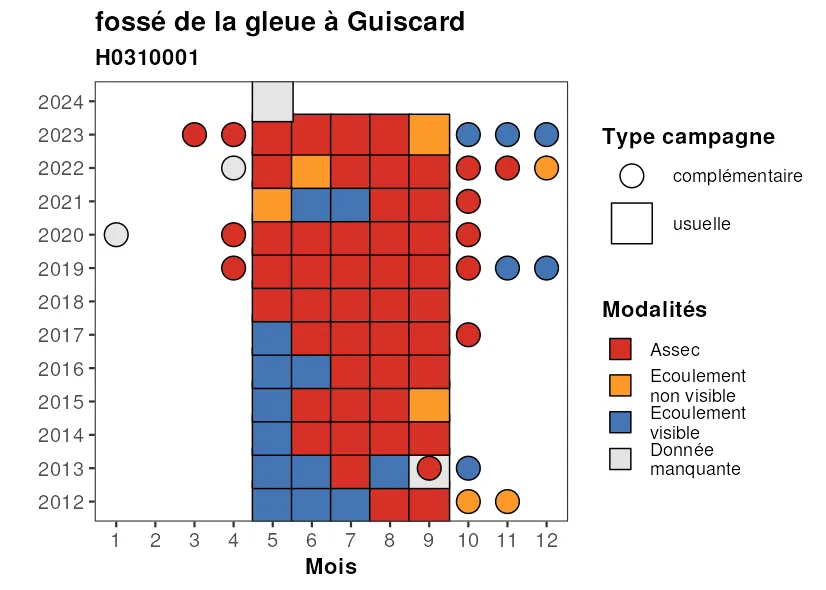 fossé de la gleue à Guiscard
H0310001
2024
2023
2022
2021
2020
2019
2018
2017
2016
2015
2014
2013
2012
1 2 3 4 5 6 7 8 9 10 11 12
Mois
Type campagne
complémentaire
usuelle
Modalités
Assec
Ecoulement
non visible
Ecoulement
visible
Donnée
manquante